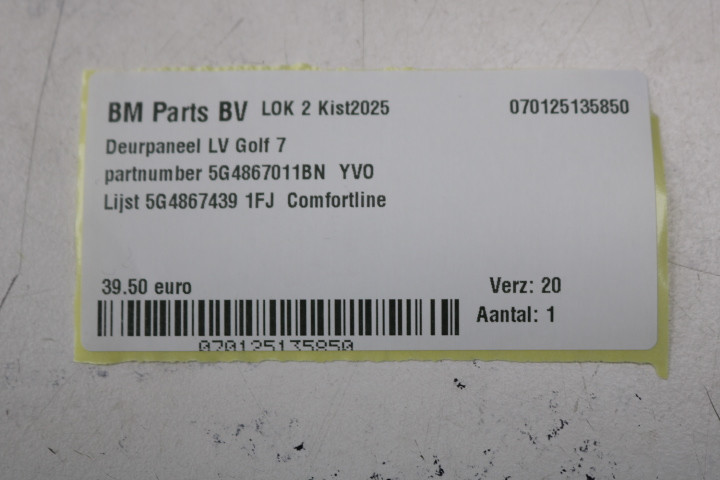 BM Parts BV LOK 2 Kist2025 070125135850
Deurpaneel LV Golf 7
partnumber 5G4867011BN YVO
Lijst 5G4867439 1FJ Comfortline
39.50 euro Verz: 20
Aantal: 1
070125135850